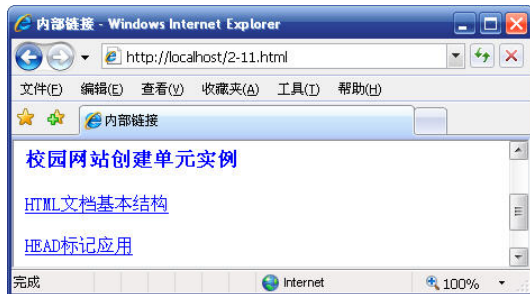 内部链接 - Windows Internet Explorer
http://localhost/2-11.html
文件(F) 编辑(E) 查看(V) 收藏夹(A) 工具(T) 帮助(H)
内部链接
校园网站创建单元实例
HTML文档基本结构
HEAD标记应用
完成 Internet 100%